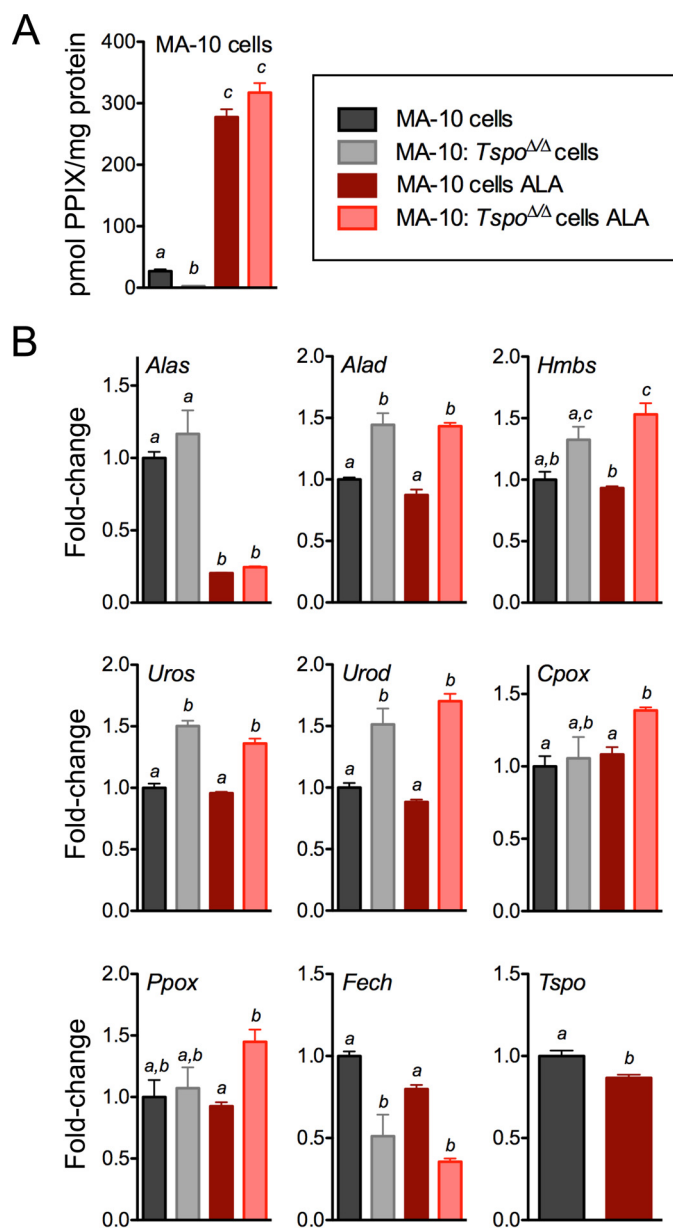 A
MA-10 cells
pmol PPIX/mg protein
400
300
200
100
0
a
b
c
c
MA-10 cells
MA-10: Tspo^Δ/Δ cells
MA-10 cells ALA
MA-10: Tspo^Δ/Δ cells ALA
B
Fold-change
Alas
1.5
1.0
0.5
0.0
a
a
b
b
Alad
2.0
1.5
1.0
0.5
0.0
a
b
a
b
Hmbs
2.0
1.5
1.0
0.5
0.0
a,b
a,c
b
c
Fold-change
Uros
2.0
1.5
1.0
0.5
0.0
a
b
a
b
Urod
2.0
1.5
1.0
0.5
0.0
a
b
a
b
Cpox
1.5
1.0
0.5
0.0
a
a,b
a
b
Fold-change
Ppox
2.0
1.5
1.0
0.5
0.0
a,b
a,b
a
b
Fech
1.5
1.0
0.5
0.0
a
b
a
b
Tspo
1.5
1.0
0.5
0.0
a
b